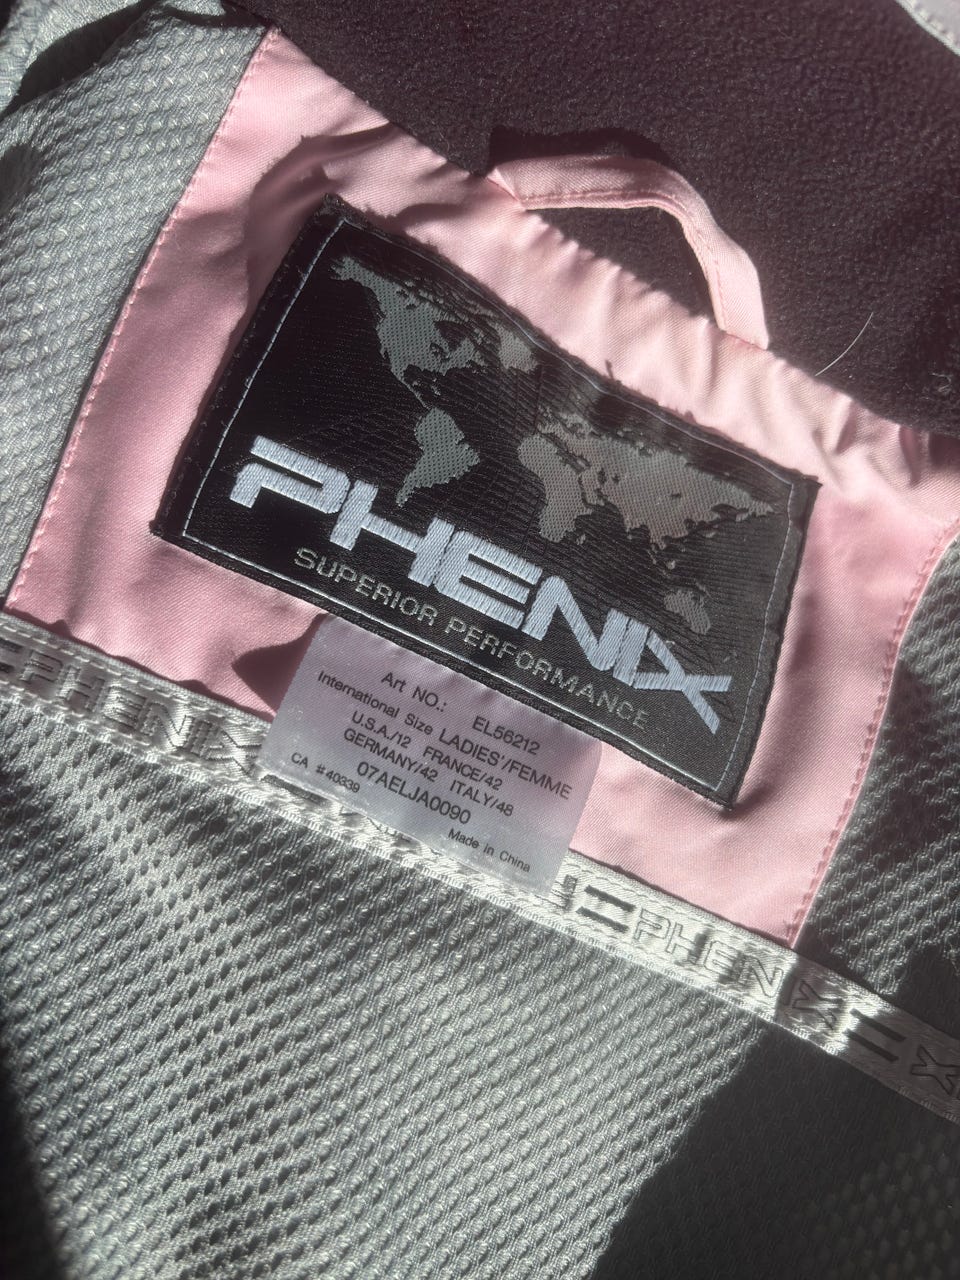 PHENIX
SUPERIOR PERFORMANCE
Art NO.: EL56212
International Size LADIES'/FEMME
U.S.A./12 FRANCE/42
GERMANY/42 ITALY/48
CA #40339 07AELJA0090
Made in China
PHENIX
PHENIX
X